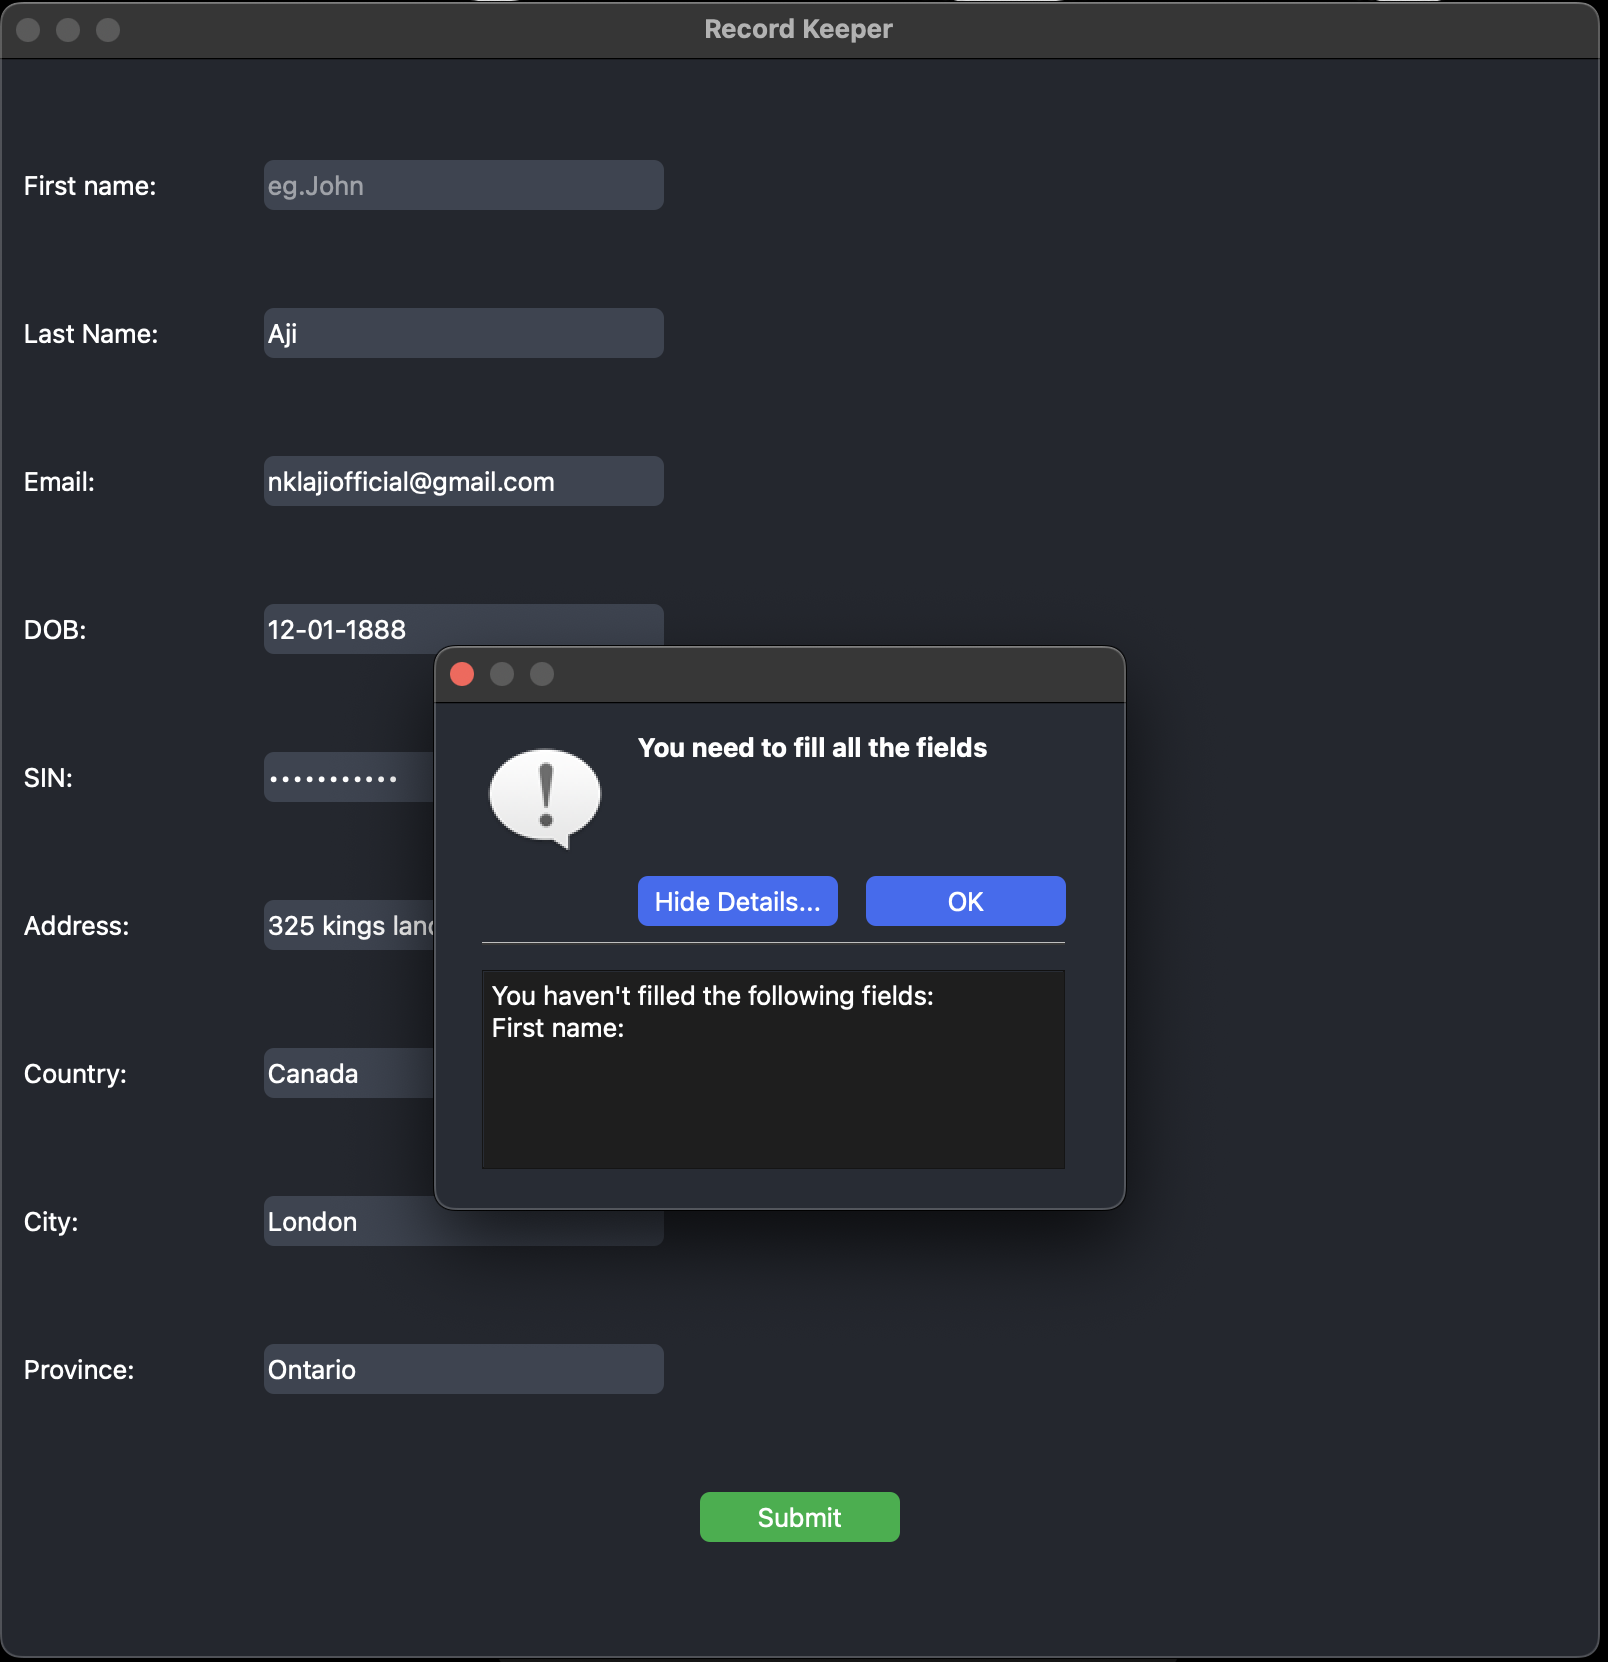 Record Keeper
First name:
eg.John
Last Name:
Aji
Email:
nklajiofficial@gmail.com
DOB:
12-01-1888
SIN:
•••••••••••
Address:
325 kings
Country:
Canada
City:
London
Province:
Ontario
Submit
You need to fill all the fields
Hide Details...
OK
You haven't filled the following fields:
First name: